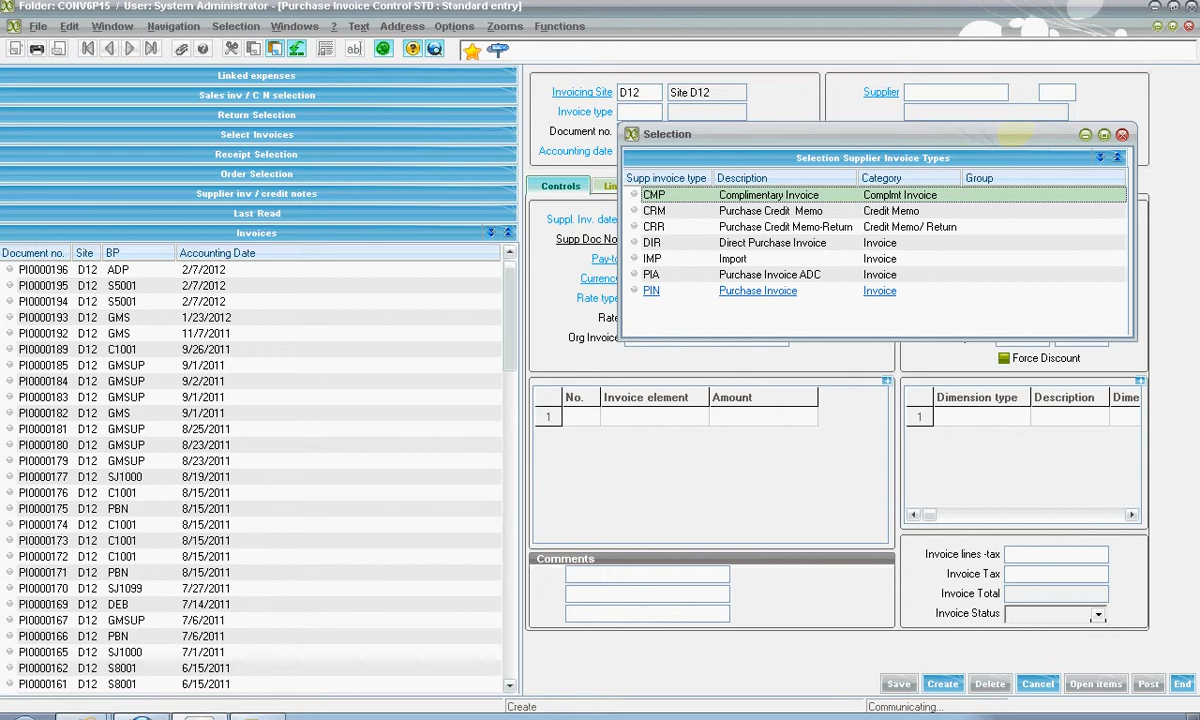 Folder: CONV6P15 / User: System Administrator - [Purchase Invoice Control STD : Standard entry]
File Edit Window Navigation Selection Windows ? Text Address Options Zooms Functions
Linked expenses
Sales inv / C N selection
Return Selection
Select Invoices
Receipt Selection
Order Selection
Supplier inv / credit notes
Last Read
Invoices
Document no. Site BP Accounting Date
PI0000196 D12 ADP 2/7/2012
PI0000195 D12 S5001 2/7/2012
PI0000194 D12 S5001 2/7/2012
PI0000193 D12 GMS 1/23/2012
PI0000192 D12 GMS 11/7/2011
PI0000189 D12 C1001 9/26/2011
PI0000185 D12 GMSUP 9/1/2011
PI0000184 D12 GMSUP 9/2/2011
PI0000183 D12 GMSUP 9/1/2011
PI0000182 D12 GMS 9/1/2011
PI0000181 D12 GMSUP 8/25/2011
PI0000180 D12 GMSUP 8/23/2011
PI0000179 D12 GMSUP 8/23/2011
PI0000177 D12 SJ1000 8/19/2011
PI0000176 D12 C1001 8/15/2011
PI0000175 D12 PBN 8/15/2011
PI0000174 D12 C1001 8/15/2011
PI0000173 D12 C1001 8/15/2011
PI0000172 D12 C1001 8/15/2011
PI0000171 D12 PBN 8/15/2011
PI0000170 D12 SJ1099 7/27/2011
PI0000169 D12 DEB 7/14/2011
PI0000167 D12 GMSUP 7/6/2011
PI0000166 D12 PBN 7/6/2011
PI0000165 D12 SJ1000 7/1/2011
PI0000162 D12 S8001 6/15/2011
PI0000161 D12 S8001 6/15/2011
Invoicing Site D12 Site D12 Supplier
Invoice type
Document no.
Accounting date
Controls Lin
Suppl. Inv. date
Supp Doc No
Pay-to
Currency
Rate type
Rate
Org Invoice
Selection
Selection Supplier Invoice Types
Supp invoice type Description Category Group
CMP Complimentary Invoice Complmt Invoice
CRM Purchase Credit Memo Credit Memo
CRR Purchase Credit Memo-Return Credit Memo/ Return
DIR Direct Purchase Invoice Invoice
IMP Import Invoice
PIA Purchase Invoice ADC Invoice
PIN Purchase Invoice Invoice
Force Discount
No. Invoice element Amount
1
Dimension type Description Dime
1
Comments
Invoice lines -tax
Invoice Tax
Invoice Total
Invoice Status
Save Create Delete Cancel Open items Post End
Create Communicating...